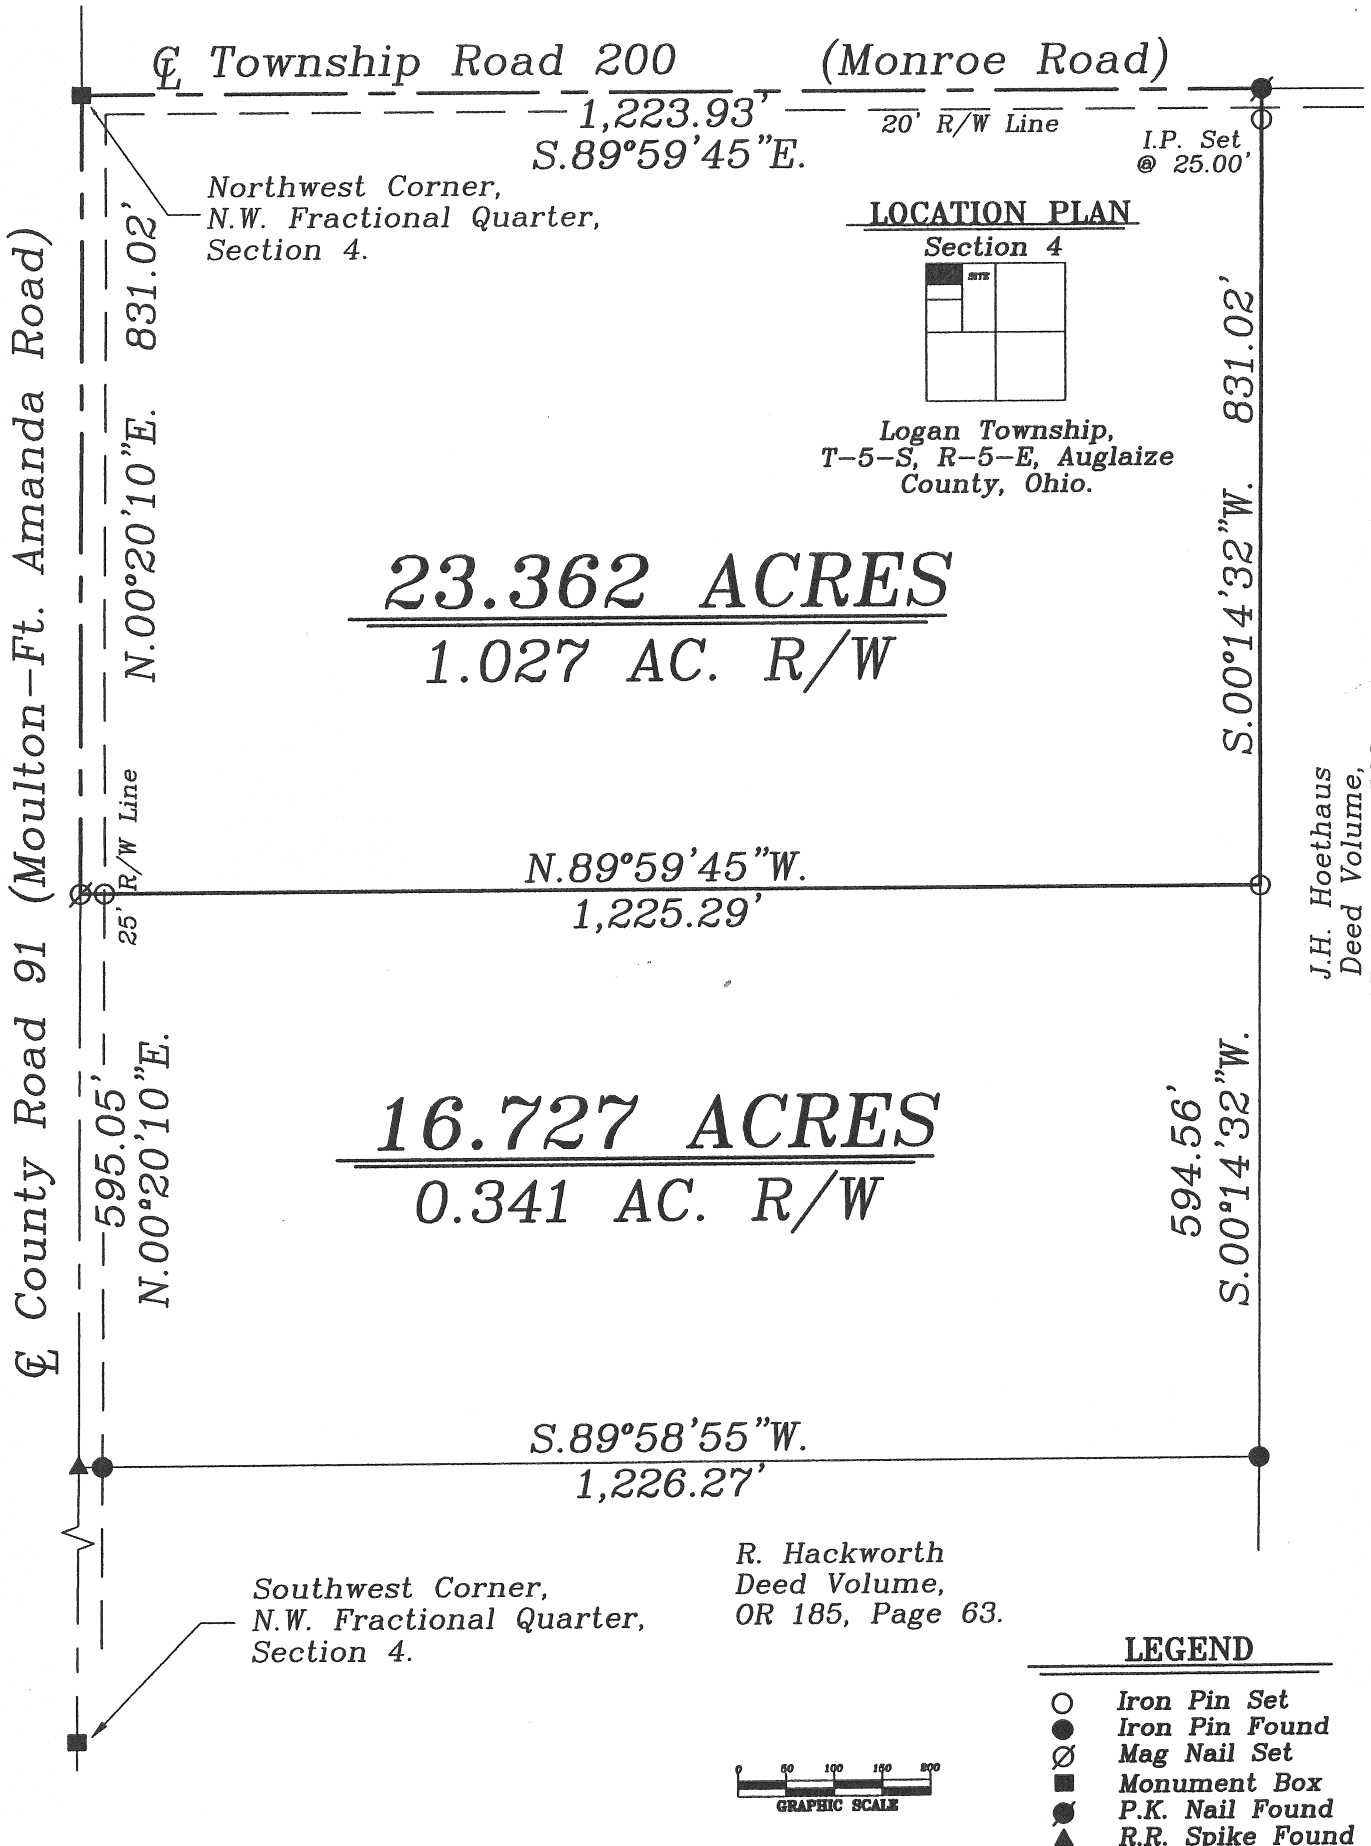 ℄ Township Road 200 (Monroe Road)
1,223.93'
S.89°59'45"E.
20' R/W Line
I.P. Set
@ 25.00'
Northwest Corner,
N.W. Fractional Quarter,
Section 4.
LOCATION PLAN
Section 4
SITE
Logan Township,
T-5-S, R-5-E, Auglaize
County, Ohio.
℄ County Road 91 (Moulton-Ft. Amanda Road)
N.00°20'10"E. 831.02'
S.00°14'32"W. 831.02'
23.362 ACRES
1.027 AC. R/W
25' R/W Line
N.89°59'45"W.
1,225.29'
J.H. Hoethaus
Deed Volume,
595.05'
N.00°20'10"E.
16.727 ACRES
0.341 AC. R/W
594.56'
S.00°14'32"W.
S.89°58'55"W.
1,226.27'
Southwest Corner,
N.W. Fractional Quarter,
Section 4.
R. Hackworth
Deed Volume,
OR 185, Page 63.
LEGEND
Iron Pin Set
Iron Pin Found
Mag Nail Set
Monument Box
P.K. Nail Found
R.R. Spike Found
0 50 100 150 200
GRAPHIC SCALE